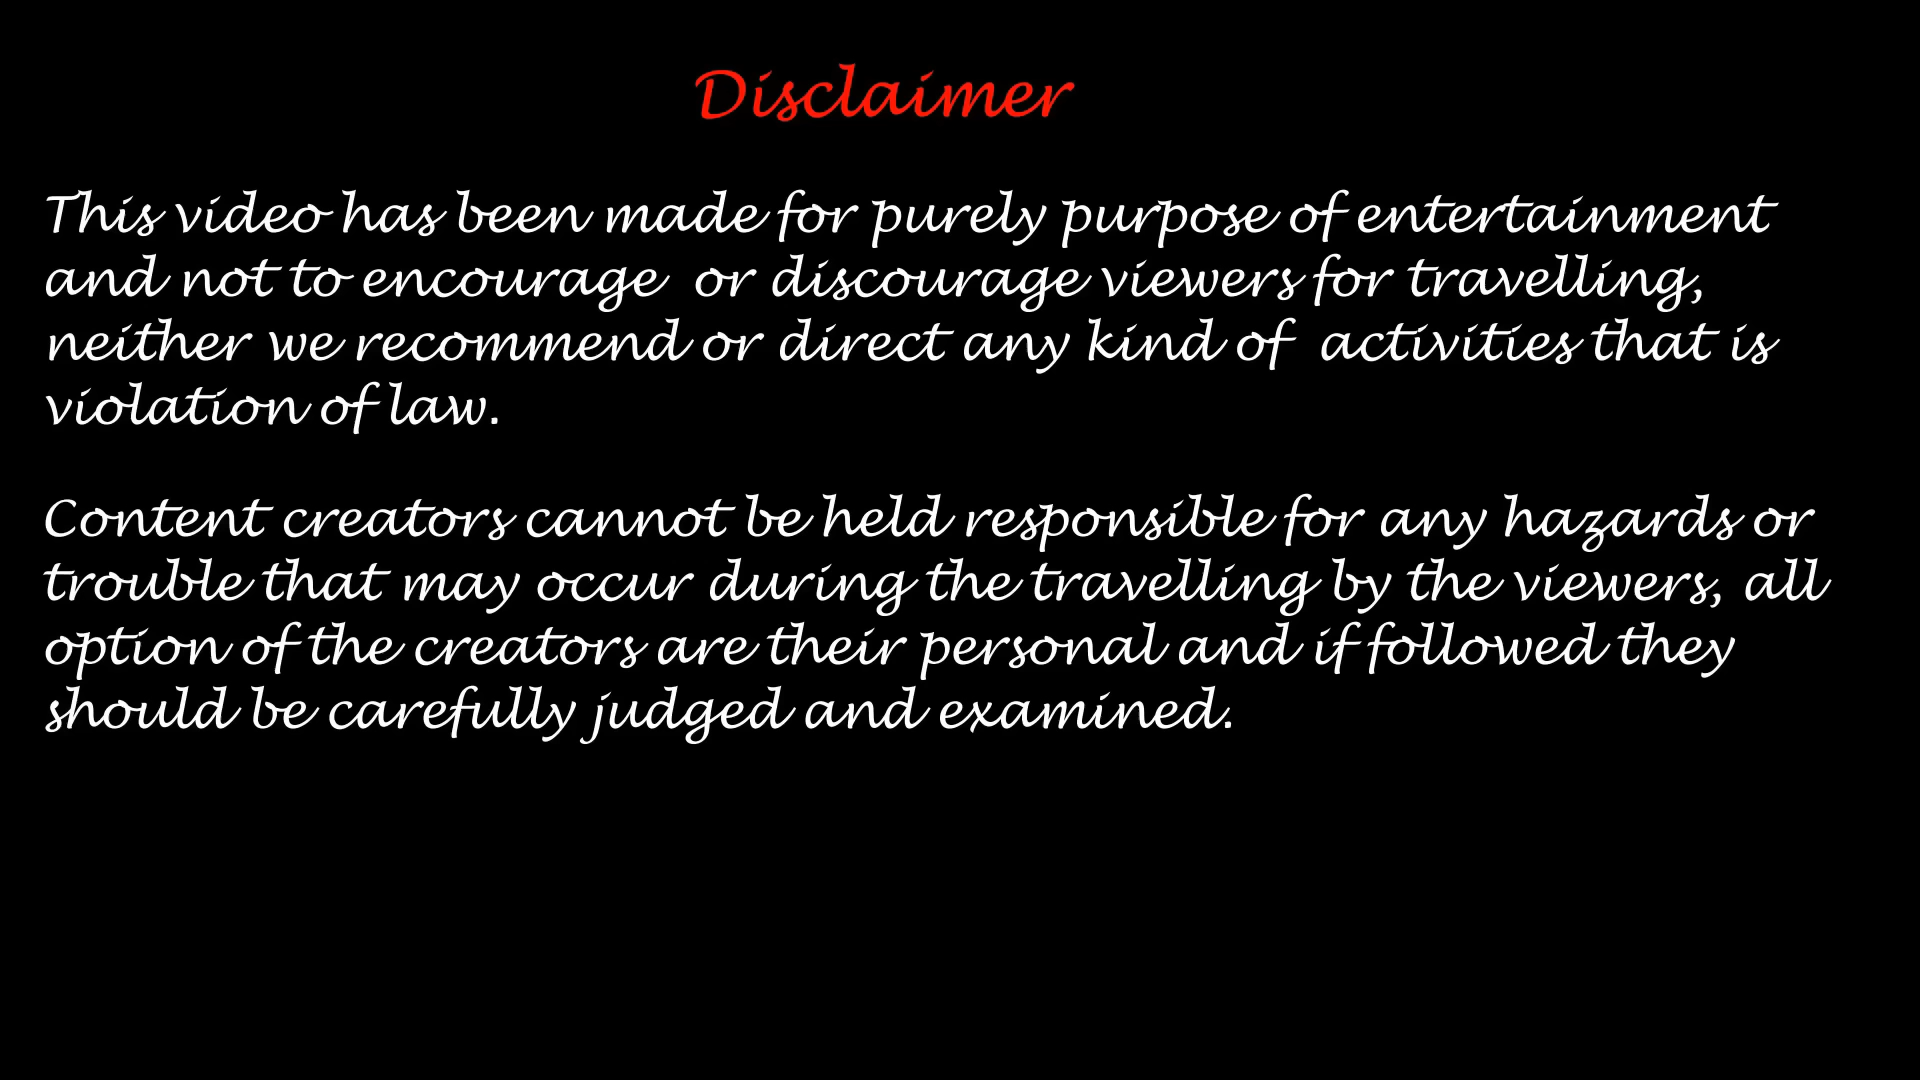 Disclaimer
This video has been made for purely purpose of entertainment
and not to encourage or discourage viewers for travelling,
neither we recommend or direct any kind of activities that is
violation of law.
Content creators cannot be held responsible for any hazards or
trouble that may occur during the travelling by the viewers, all
option of the creators are their personal and if followed they
should be carefully judged and examined.